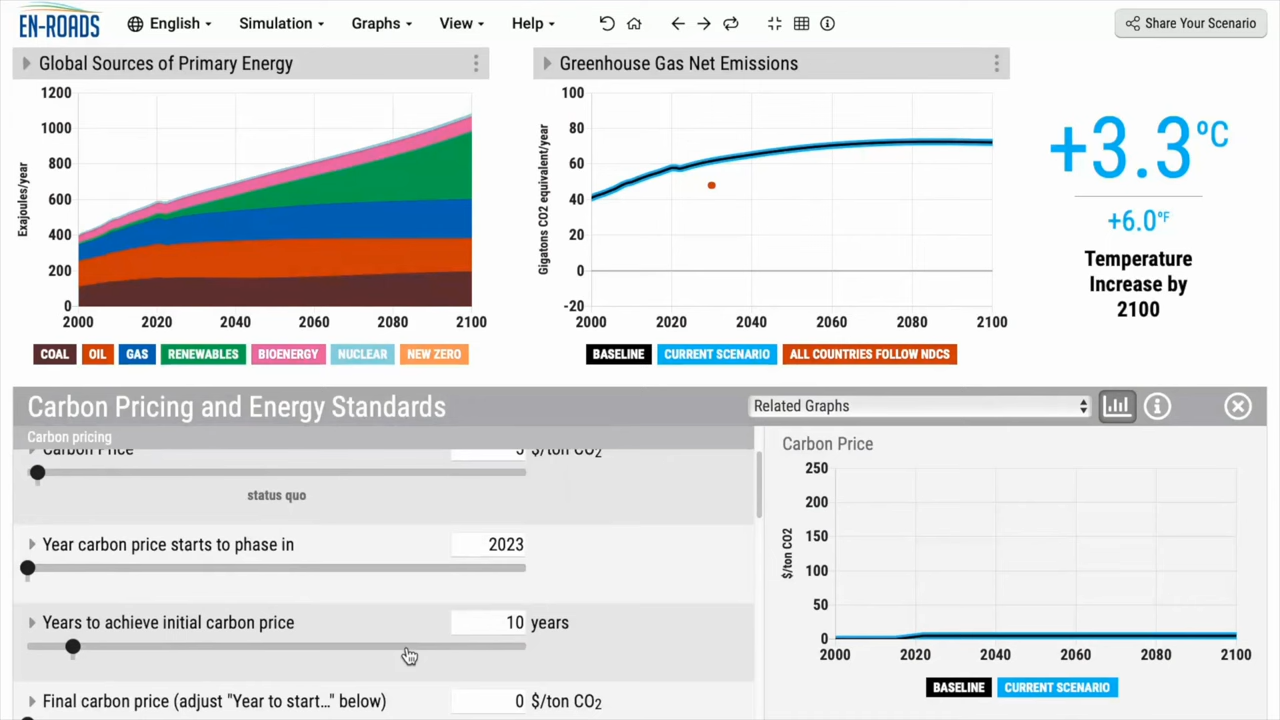 EN-ROADS
English
Simulation
Graphs
View
Help
Share Your Scenario
Global Sources of Primary Energy
Exajoules/year
1200
1000
800
600
400
200
0
2000 2020 2040 2060 2080 2100
COAL OIL GAS RENEWABLES BIOENERGY NUCLEAR NEW ZERO
Greenhouse Gas Net Emissions
Gigatons CO2 equivalent/year
100
80
60
40
20
0
-20
2000 2020 2040 2060 2080 2100
BASELINE CURRENT SCENARIO ALL COUNTRIES FOLLOW NDCS
+3.3°C
+6.0°F
Temperature
Increase by
2100
Carbon Pricing and Energy Standards
Related Graphs
Carbon pricing
Carbon Price 5 $/ton CO2
status quo
Year carbon price starts to phase in 2023
Years to achieve initial carbon price 10 years
Final carbon price (adjust "Year to start..." below) 0 $/ton CO2
Carbon Price
$/ton CO2
250
200
150
100
50
0
2000 2020 2040 2060 2080 2100
BASELINE CURRENT SCENARIO